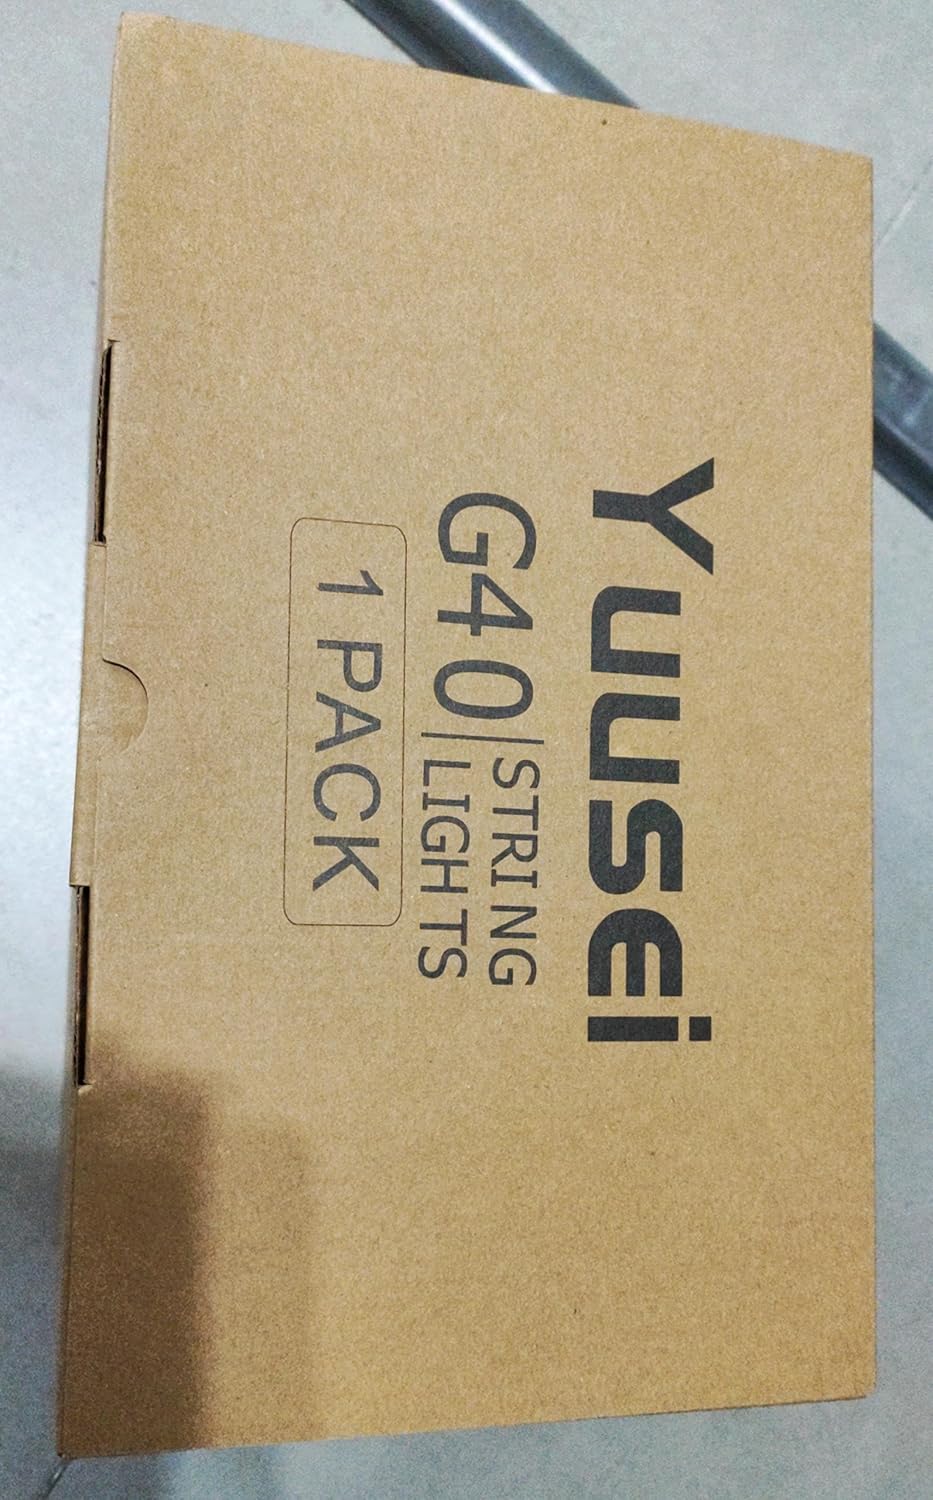 Yuusei
G40 | STRING
LIGHTS
1 PACK